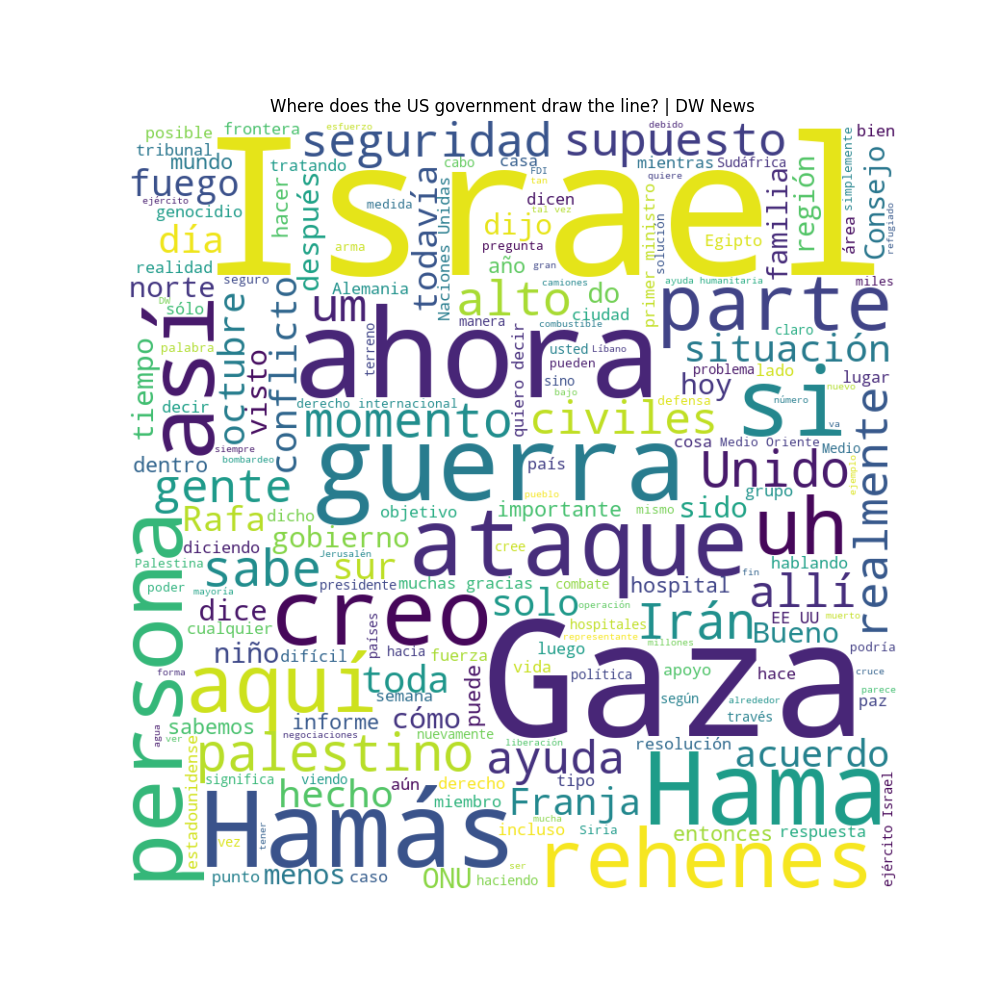 Where does the US government draw the line? | DW News
Israel
Gaza
ahora
guerra
ataque
Hamás
Hama
persona
creo
rehenes
aquí
así
si
uh
parte
palestino
seguridad
supuesto
fuego
día
norte
octubre
conflicto
después
todavía
um
alto
do
dijo
familia
región
Consejo
situación
realmente
momento
civiles
Unido
hoy
gente
Rafa
gobierno
sabe
sur
solo
Irán
allí
Bueno
dice
niño
toda
cómo
puede
ayuda
acuerdo
hecho
Franja
menos
ONU
sido
importante
hospital
informe
sabemos
tiempo
visto
hacer
posible
frontera
esfuerzo
tribunal
mundo
tratando
ejército
genocidio
realidad
seguro
DW
sólo
palabra
decir
siempre
dentro
bombardeo
medida
arma
Alemania
terreno
Naciones Unidas
cabo
casa
FDI
tan
dicen
tal vez
pregunta
año
gran
camiones
manera
combustible
ciudad
debido
mientras
Sudáfrica
quiere
solución
primer ministro
Egipto
ayuda humanitaria
área
simplemente
bien
refugiado
miles
claro
problema
lado
lugar
nuevo
número
va
usted
Líbano
pueden
sino
bajo
defensa
quiero decir
derecho internacional
cosa
Medio Oriente
Medio
ejemplo
país
grupo
pueblo
mismo
dicho
objetivo
diciendo
Palestina
Jerusalén
cree
fin
hablando
poder
mayoría
presidente
muchas gracias
combate
operación
EE UU
muerto
cualquier
difícil
países
hacia
fuerza
hospitales
representante
millones
luego
podría
forma
semana
vida
política
apoyo
hace
cruce
parece
paz
según
alrededor
través
agua
ver
negociaciones
nuevamente
liberación
resolución
estadounidense
significa
viendo
aún
derecho
tipo
miembro
mucha
incluso
Siria
entonces
respuesta
ejército Israel
vez
tener
punto
caso
haciendo
ser